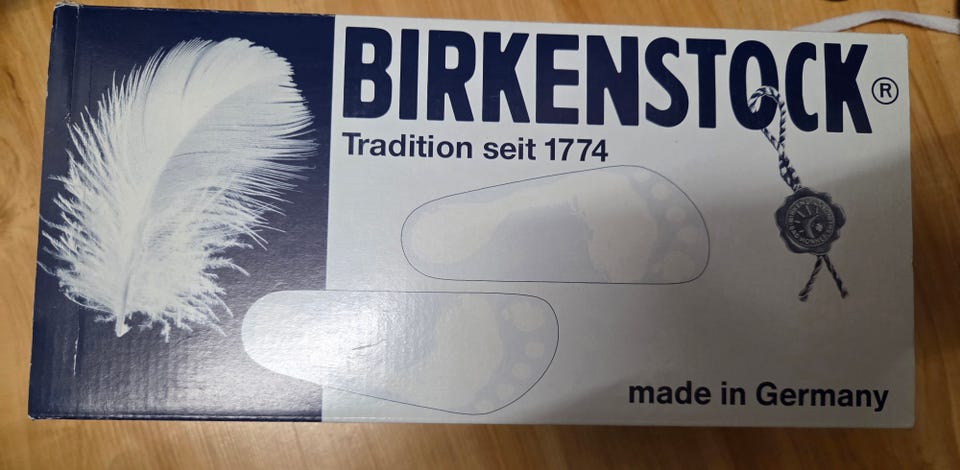 BIRKENSTOCK®
Tradition seit 1774
made in Germany